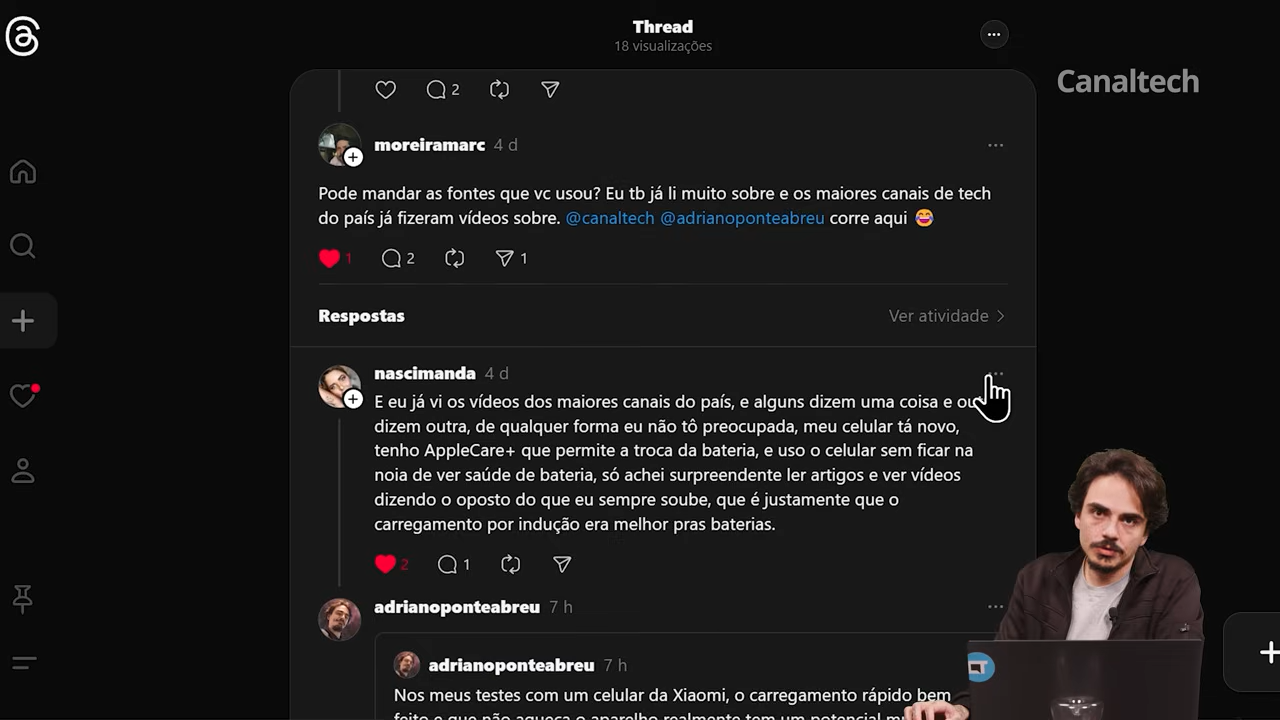 Thread
18 visualizações
Canaltech
2
moreiramarc 4 d
Pode mandar as fontes que vc usou? Eu tb já li muito sobre e os maiores canais de tech
do país já fizeram vídeos sobre. @canaltech @adrianoponteabreu corre aqui 😂
1 2 1
Respostas Ver atividade
nascimanda 4 d
E eu já vi os vídeos dos maiores canais do país, e alguns dizem uma coisa e
dizem outra, de qualquer forma eu não tô preocupada, meu celular tá novo,
tenho AppleCare+ que permite a troca da bateria, e uso o celular sem ficar na
noia de ver saúde de bateria, só achei surpreendente ler artigos e ver vídeos
dizendo o oposto do que eu sempre soube, que é justamente que o
carregamento por indução era melhor pras baterias.
2 1
adrianoponteabreu 7 h
adrianoponteabreu 7 h
Nos meus testes com um celular da Xiaomi, o carregamento rápido bem
feito e que não aqueça o aparelho realmente tem um potencial